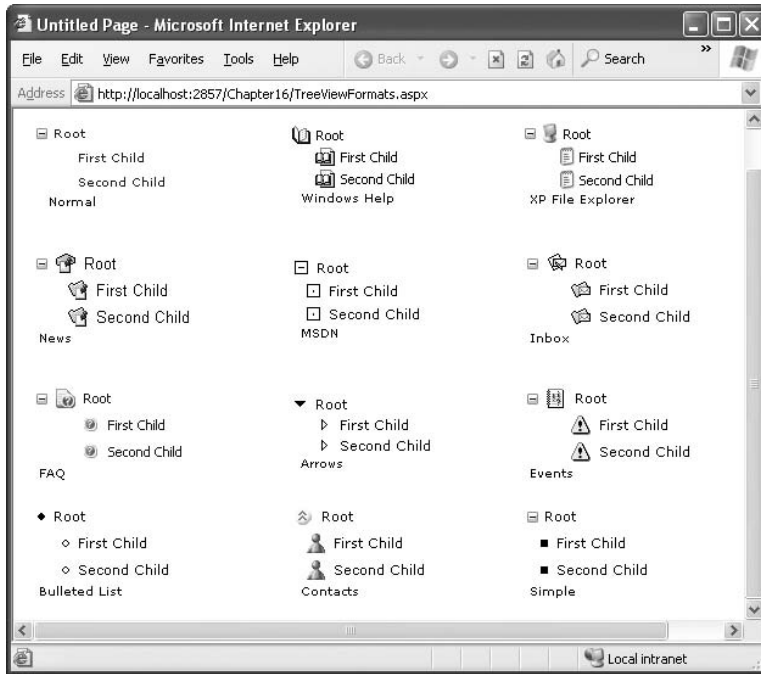 Untitled Page - Microsoft Internet Explorer
File Edit View Favorites Tools Help Back Search »
Address http://localhost:2857/Chapter16/TreeViewFormats.aspx
Root
First Child
Second Child
Normal
Root
First Child
Second Child
Windows Help
Root
First Child
Second Child
XP File Explorer
Root
First Child
Second Child
News
Root
First Child
Second Child
MSDN
Root
First Child
Second Child
Inbox
Root
First Child
Second Child
FAQ
Root
First Child
Second Child
Arrows
Root
First Child
Second Child
Events
Root
First Child
Second Child
Bulleted List
Root
First Child
Second Child
Contacts
Root
First Child
Second Child
Simple
Local intranet